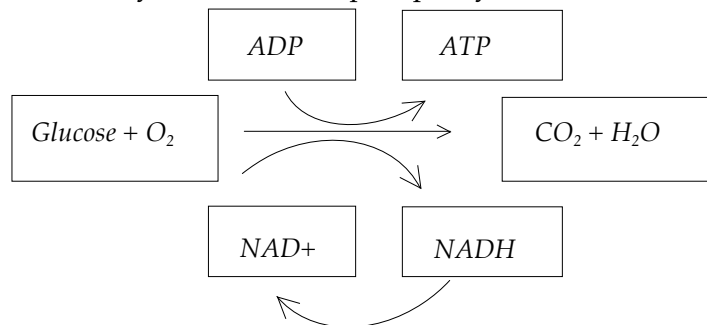 ADP
ATP
Glucose + O₂
CO₂ + H₂O
NAD+
NADH